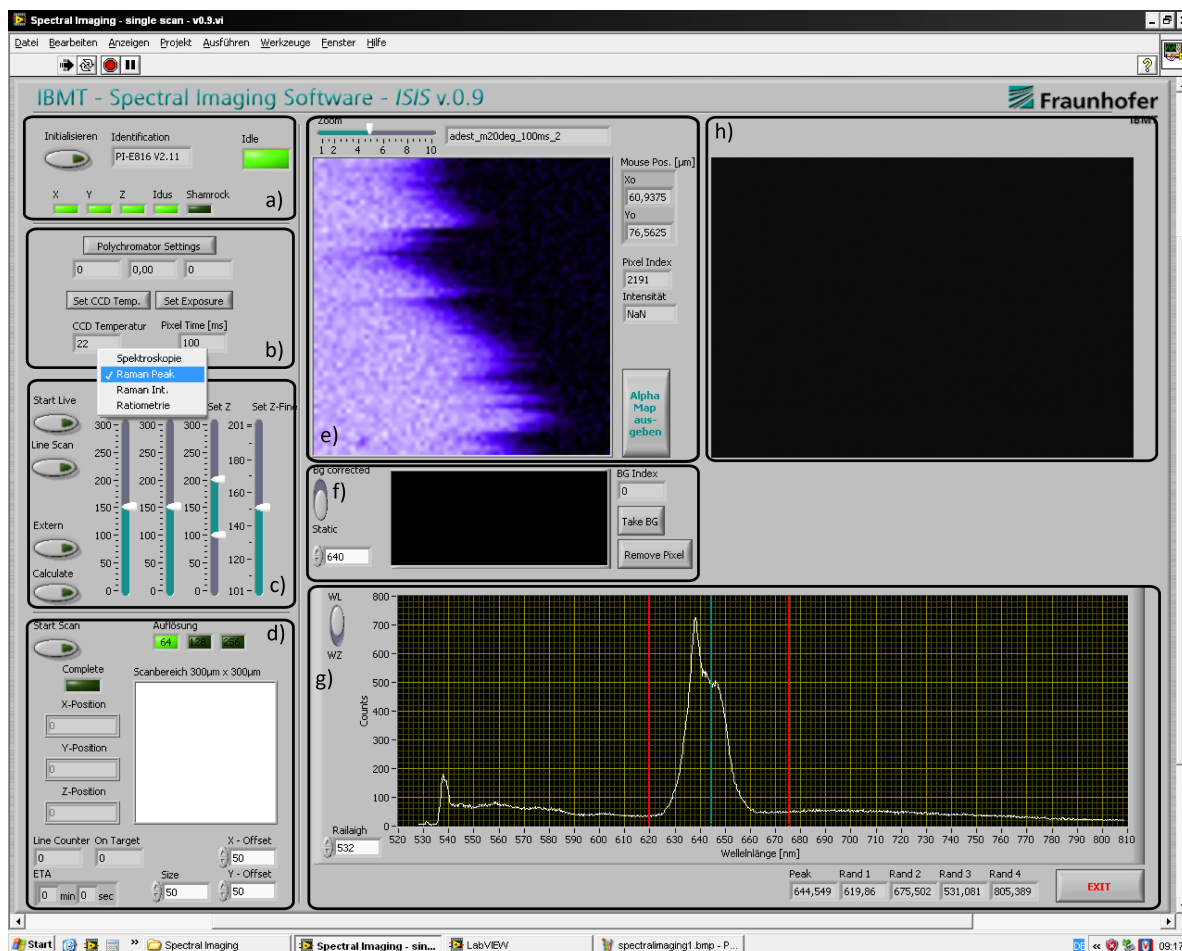 Spectral Imaging - single scan - v0.9.vi
Datei Bearbeiten Anzeigen Projekt Ausführen Werkzeuge Fenster Hilfe
IBMT - Spectral Imaging Software - ISIS v.0.9
Fraunhofer
IBMT
Initialisieren Identification Idle
PI-E816 V2.11
X Y Z Idus Shamrock
a)
Polychromator Settings
0 0,00 0
Set CCD Temp. Set Exposure
CCD Temperatur Pixel Time [ms]
22 100
b)
Spektroskopie
Raman Peak
Raman Int.
Ratiometrie
Start Live
Set Z Set Z-Fine
Line Scan
Extern
Calculate
300 300 300 201
250 250 250 180
200 200 200 160
150 150 150 140
100 100 100 120
50 50 50
0 0 0 101
c)
Start Scan Auflösung d)
64 128 256
Complete Scanbereich 300µm x 300µm
X-Position
0
Y-Position
0
Z-Position
0
Line Counter On Target X - Offset
0 0 50
ETA Size Y - Offset
0 min 0 sec 50 50
Zoom
1 2 4 6 8 10
adest_m20deg_100ms_2
e)
Mouse Pos. [µm]
Xo
60,9375
Yo
76,5625
Pixel Index
2191
Intensität
NaN
Alpha
Map
aus-
geben
h)
Bg corrected
f)
Static
640
BG Index
0
Take BG
Remove Pixel
WL
WZ
g)
Counts
800
700
600
500
400
300
200
100
0
520 530 540 550 560 570 580 590 600 610 620 630 640 650 660 670 680 690 700 710 720 730 740 750 760 770 780 790 800 810
Wellelnlänge [nm]
Railaigh
532
Peak Rand 1 Rand 2 Rand 3 Rand 4
644,549 619,86 675,502 531,081 805,389
EXIT
Start Spectral Imaging Spectral Imaging - sin... LabVIEW spectralimaging1.bmp - P... DE 09:17